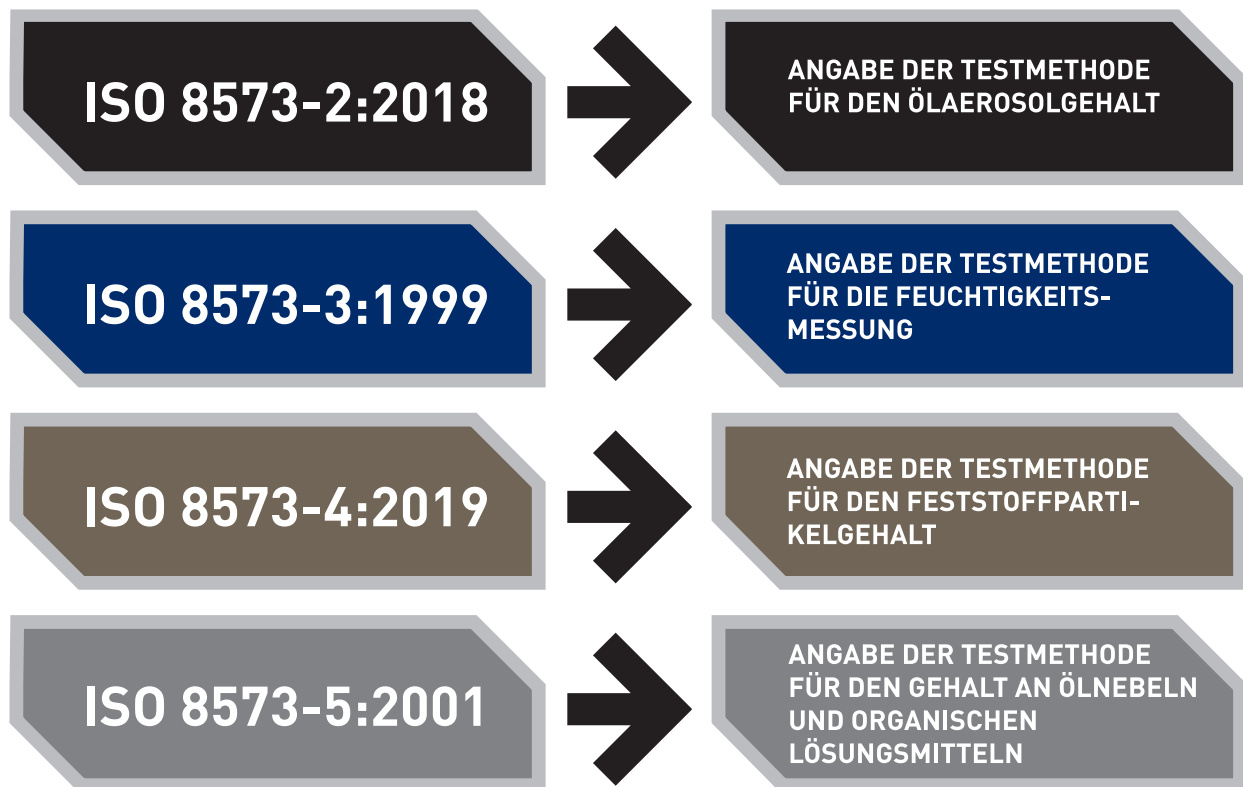 ISO 8573-2:2018
ANGABE DER TESTMETHODE
FÜR DEN ÖLAEROSOLGEHALT
ISO 8573-3:1999
ANGABE DER TESTMETHODE
FÜR DIE FEUCHTIGKEITS-
MESSUNG
ISO 8573-4:2019
ANGABE DER TESTMETHODE
FÜR DEN FESTSTOFFPARTI-
KELGEHALT
ISO 8573-5:2001
ANGABE DER TESTMETHODE
FÜR DEN GEHALT AN ÖLNEBELN
UND ORGANISCHEN
LÖSUNGSMITTELN